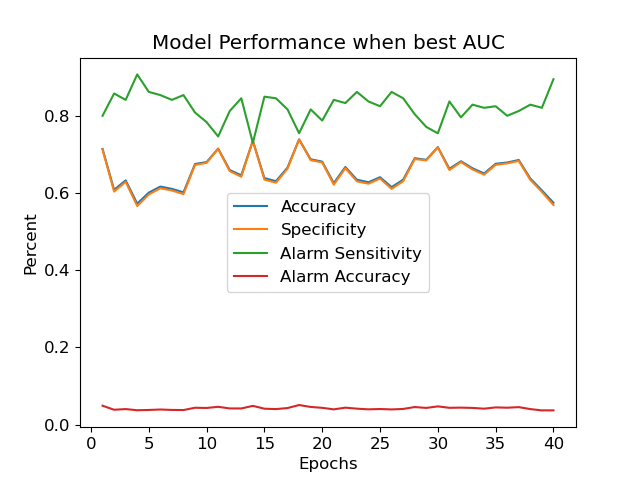 Model Performance when best AUC
Percent
0.8
0.6
0.4
0.2
0.0
Accuracy
Specificity
Alarm Sensitivity
Alarm Accuracy
0 5 10 15 20 25 30 35 40
Epochs